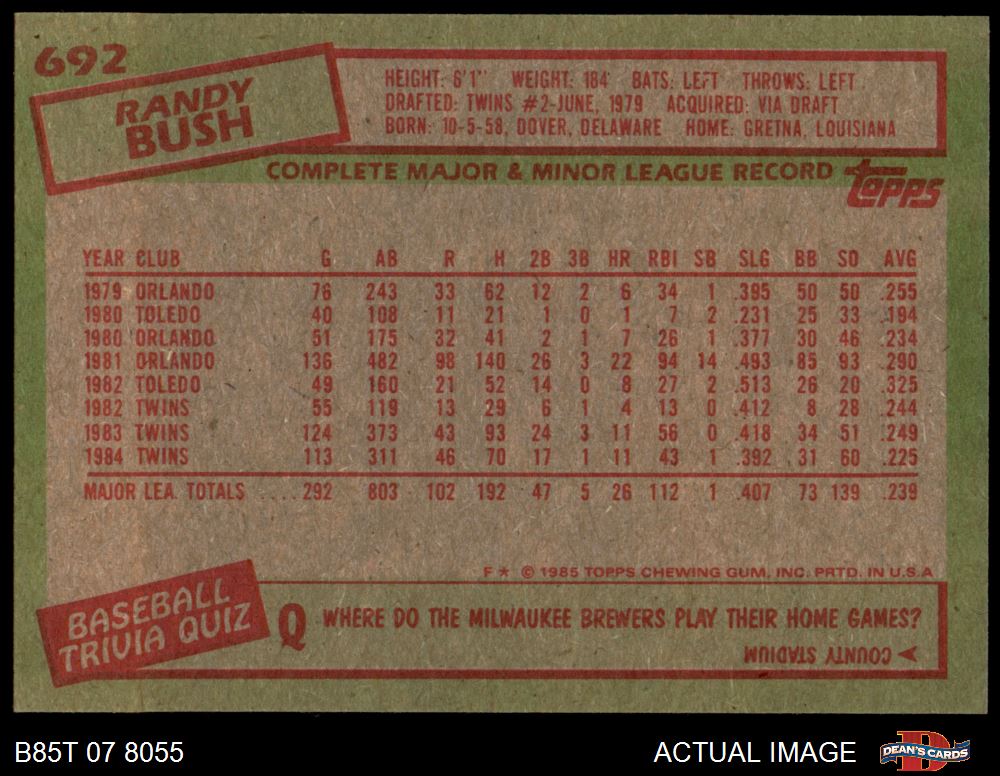 692
RANDY
BUSH
HEIGHT: 6'1" WEIGHT: 184 BATS: LEFT THROWS: LEFT
DRAFTED: TWINS #2-JUNE, 1979 ACQUIRED: VIA DRAFT
BORN: 10-5-58, DOVER, DELAWARE HOME: GRETNA, LOUISIANA
COMPLETE MAJOR & MINOR LEAGUE RECORD
topps
YEAR CLUB G AB R H 2B 3B HR RBI SB SLG BB SO AVG
1979 ORLANDO 76 243 33 62 12 2 6 34 1 .395 50 50 .255
1980 TOLEDO 40 108 11 21 1 0 1 7 2 .231 25 33 .194
1980 ORLANDO 51 175 32 41 2 1 7 26 1 .377 30 46 .234
1981 ORLANDO 136 482 98 140 26 3 22 94 14 .493 85 93 .290
1982 TOLEDO 49 160 21 52 14 0 8 27 2 .513 26 20 .325
1982 TWINS 55 119 13 29 6 1 4 13 0 .412 8 28 .244
1983 TWINS 124 373 43 93 24 3 11 56 0 .418 34 51 .249
1984 TWINS 113 311 46 70 17 1 11 43 1 .392 31 60 .225
MAJOR LEA. TOTALS ....292 803 102 192 47 5 26 112 1 .407 73 139 .239
F * © 1985 TOPPS CHEWING GUM, INC. PRTD. IN U.S.A
BASEBALL
TRIVIA QUIZ
Q WHERE DO THE MILWAUKEE BREWERS PLAY THEIR HOME GAMES?
COUNTY STADIUM
B85T 07 8055
ACTUAL IMAGE
D
DEAN'S CARDS